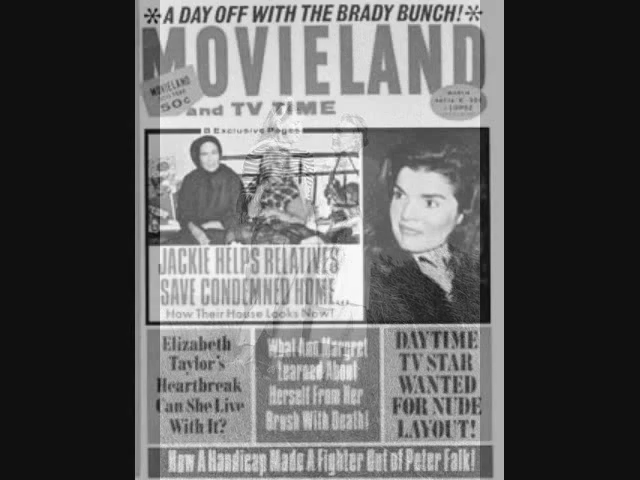 *A DAY OFF WITH THE BRADY BUNCH!*
MOVIELAND
MOVIELAND
50¢
and TV TIME
8 Exclusive Pages
JACKIE HELPS RELATIVES
SAVE CONDEMNED HOME...
How Their House Looks Now!
Elizabeth
Taylor's
Heartbreak
Can She Live
With It?
What Ann Margret
Learned About
Herself From Her
Brush With Death!
DAYTIME
TV STAR
WANTED
FOR NUDE
LAYOUT!
How A Handicap Made A Fighter Out of Peter Falk!